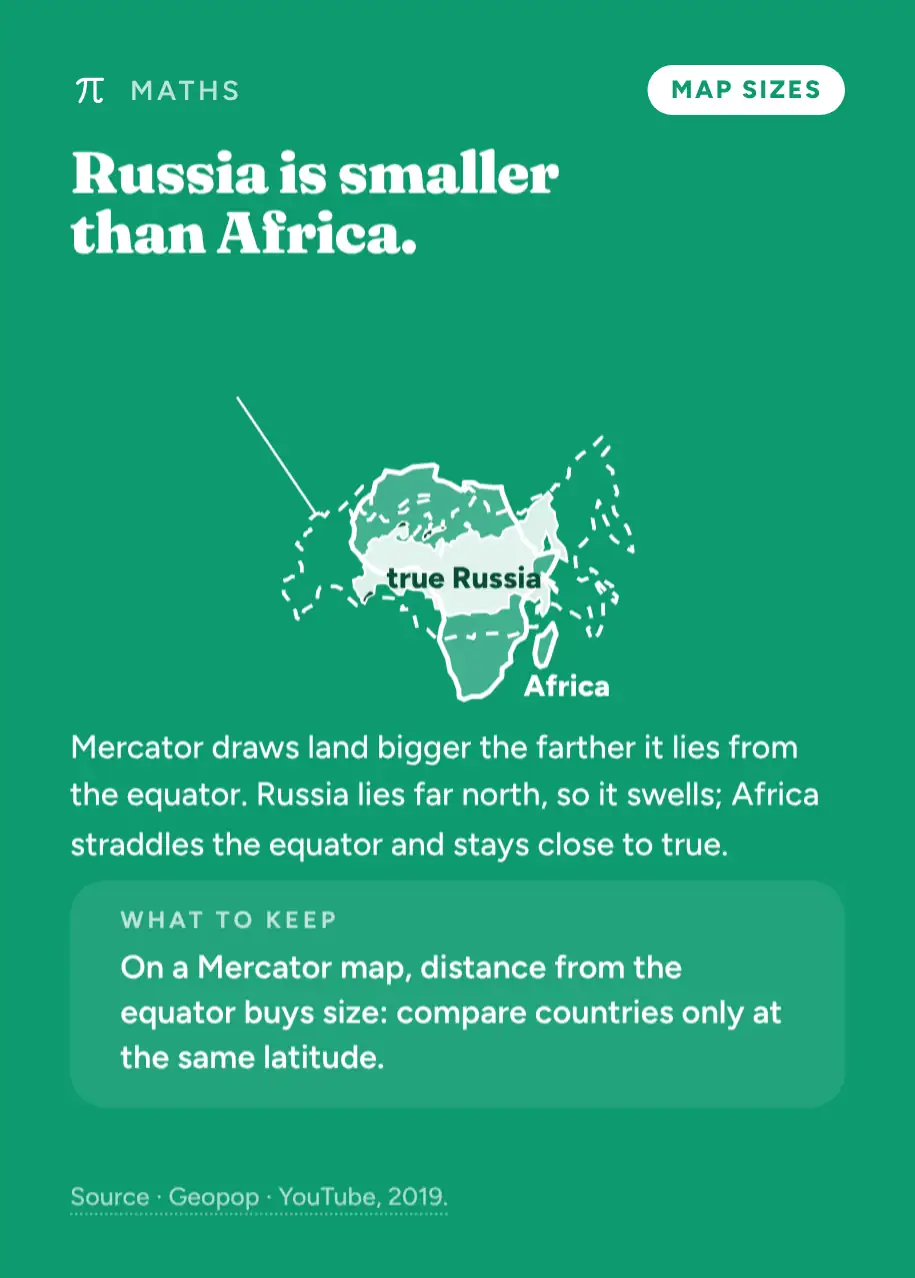 π MATHS
MAP SIZES
Russia is smaller
than Africa.
true Russia
Africa
Mercator draws land bigger the farther it lies from
the equator. Russia lies far north, so it swells; Africa
straddles the equator and stays close to true.
WHAT TO KEEP
On a Mercator map, distance from the
equator buys size: compare countries only at
the same latitude.
Source · Geopop · YouTube, 2019.